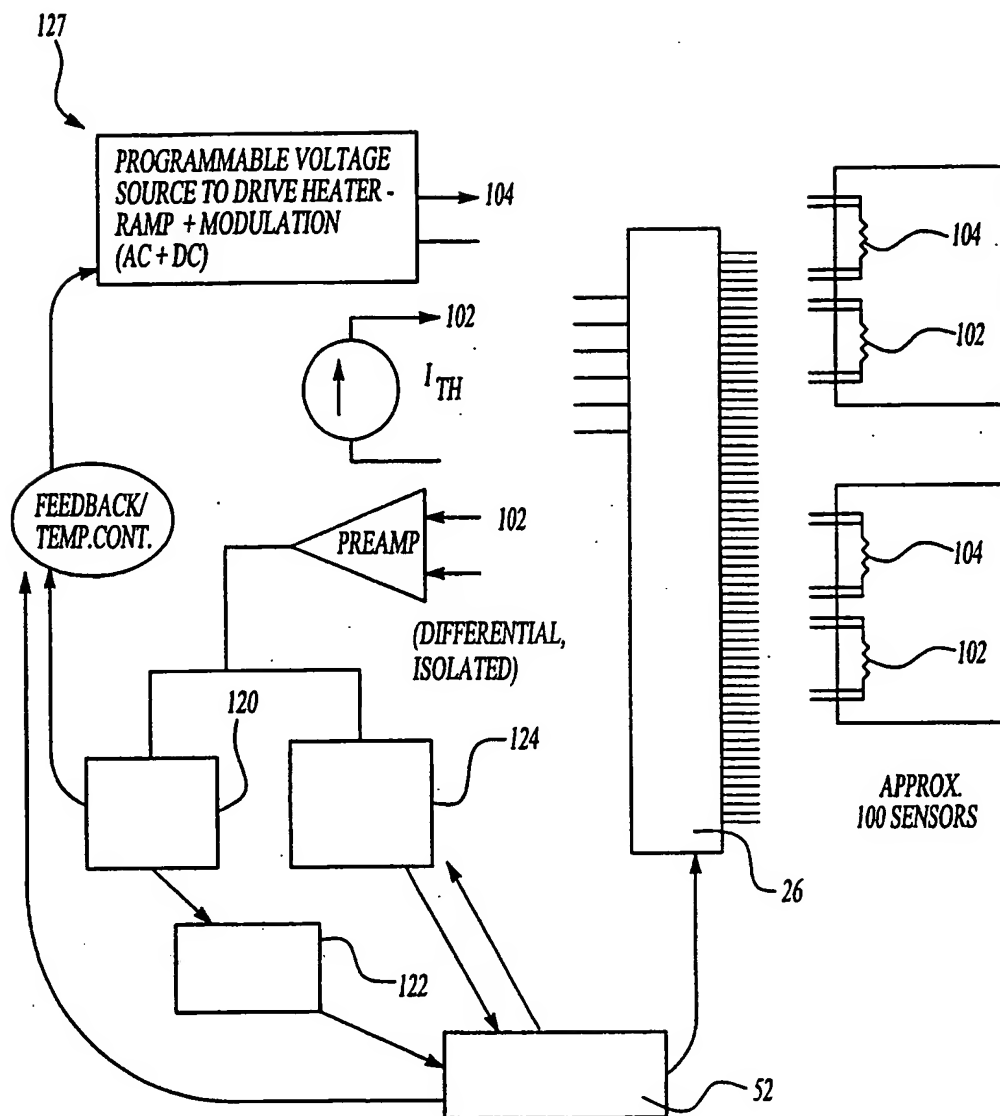 127
PROGRAMMABLE VOLTAGE
SOURCE TO DRIVE HEATER -
RAMP + MODULATION
(AC + DC)
104
102
I TH
FEEDBACK/
TEMP.CONT.
PREAMP
102
(DIFFERENTIAL,
ISOLATED)
120
124
122
52
26
104
102
104
102
APPROX.
100 SENSORS